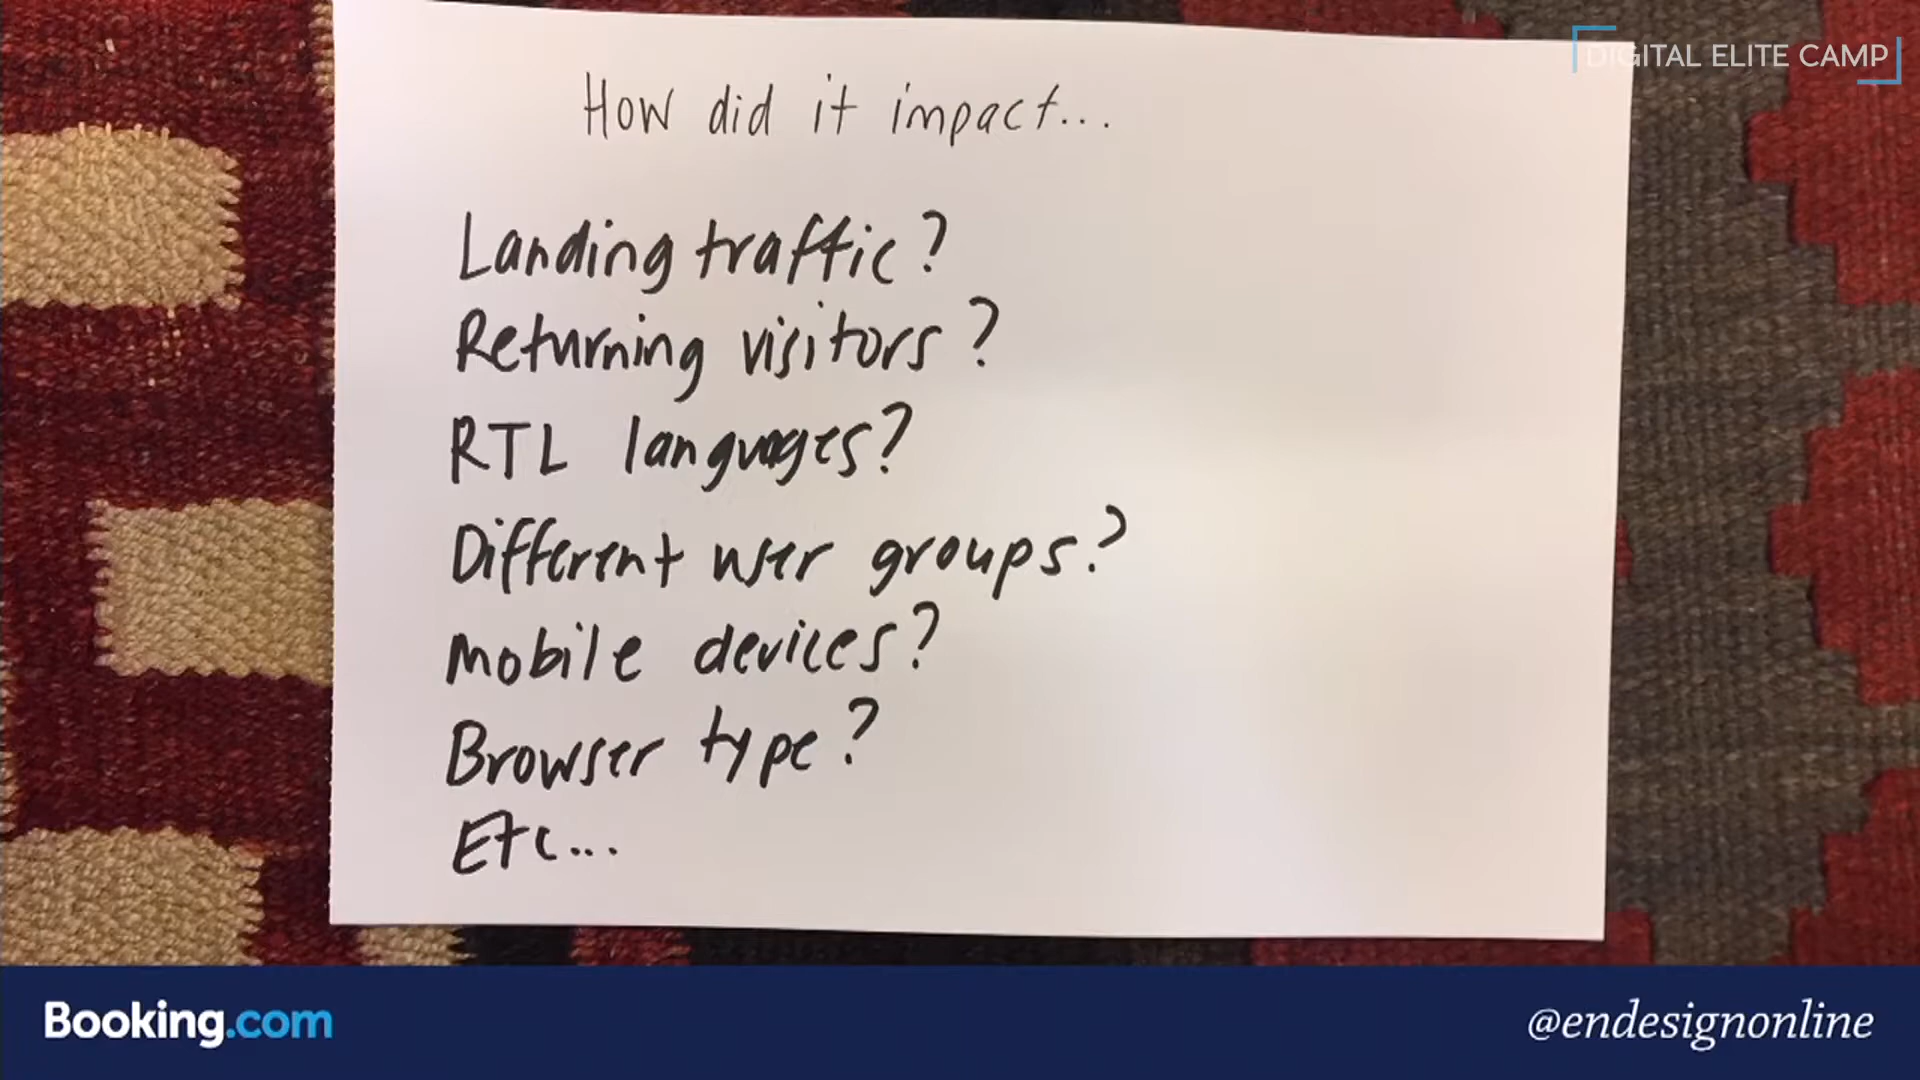 DIGITAL ELITE CAMP
How did it impact...
Landing traffic?
Returning visitors?
RTL languages?
Different user groups?
Mobile devices?
Browser type?
Etc...
Booking.com
@endesignonline